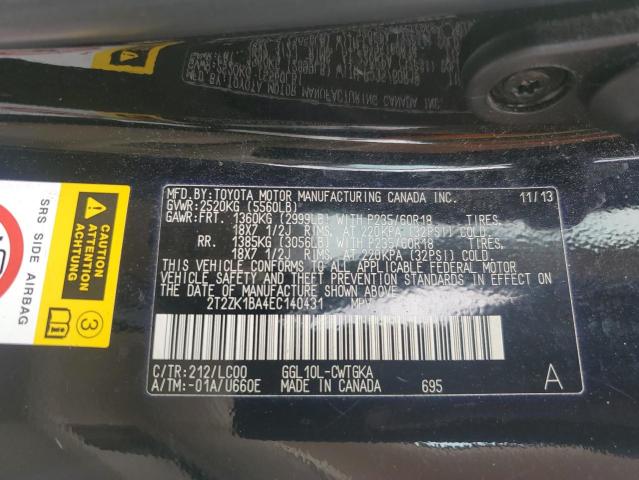 MFD.BY:TOYOTA MOTOR MANUFACTURING CANADA INC. 11/13
GVWR:2520KG (5560LB)
GAWR:FRT. 1360KG (2999LB) WITH P235/60R18 TIRES.
18X7 1/2J RIMS, AT 220KPA (32PSI) COLD.
RR. 1385KG (3056LB) WITH P235/60R18 TIRES.
18X7 1/2J RIMS, AT 220KPA (32PSI) COLD.
THIS VEHICLE CONFORMS TO ALL APPLICABLE FEDERAL MOTOR
VEHICLE SAFETY AND THEFT PREVENTION STANDARDS IN EFFECT ON
THE DATE OF MANUFACTURE SHOWN ABOVE.
2T2ZK1BA4EC140431 MPV
C/TR:212/LC00 GGL10L-CWTGKA
A/TM:-01A/U660E MADE IN CANADA 695 A
SRS SIDE AIRBAG
ATTENTION
3